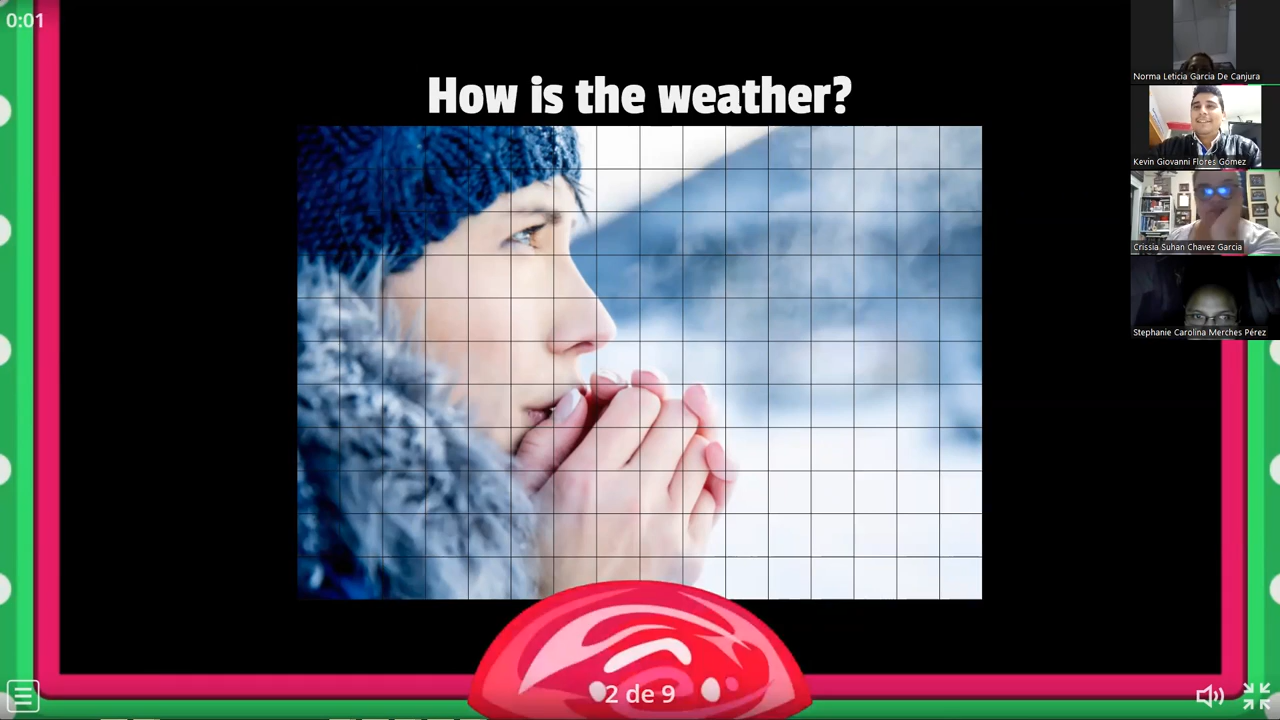 0:01
How is the weather?
Norma Leticia Garcia De Canjura
Kevin Giovanni Flores Gómez
Crissia Suhan Chavez Garcia
Stephanie Carolina Merches Pérez
2 de 9